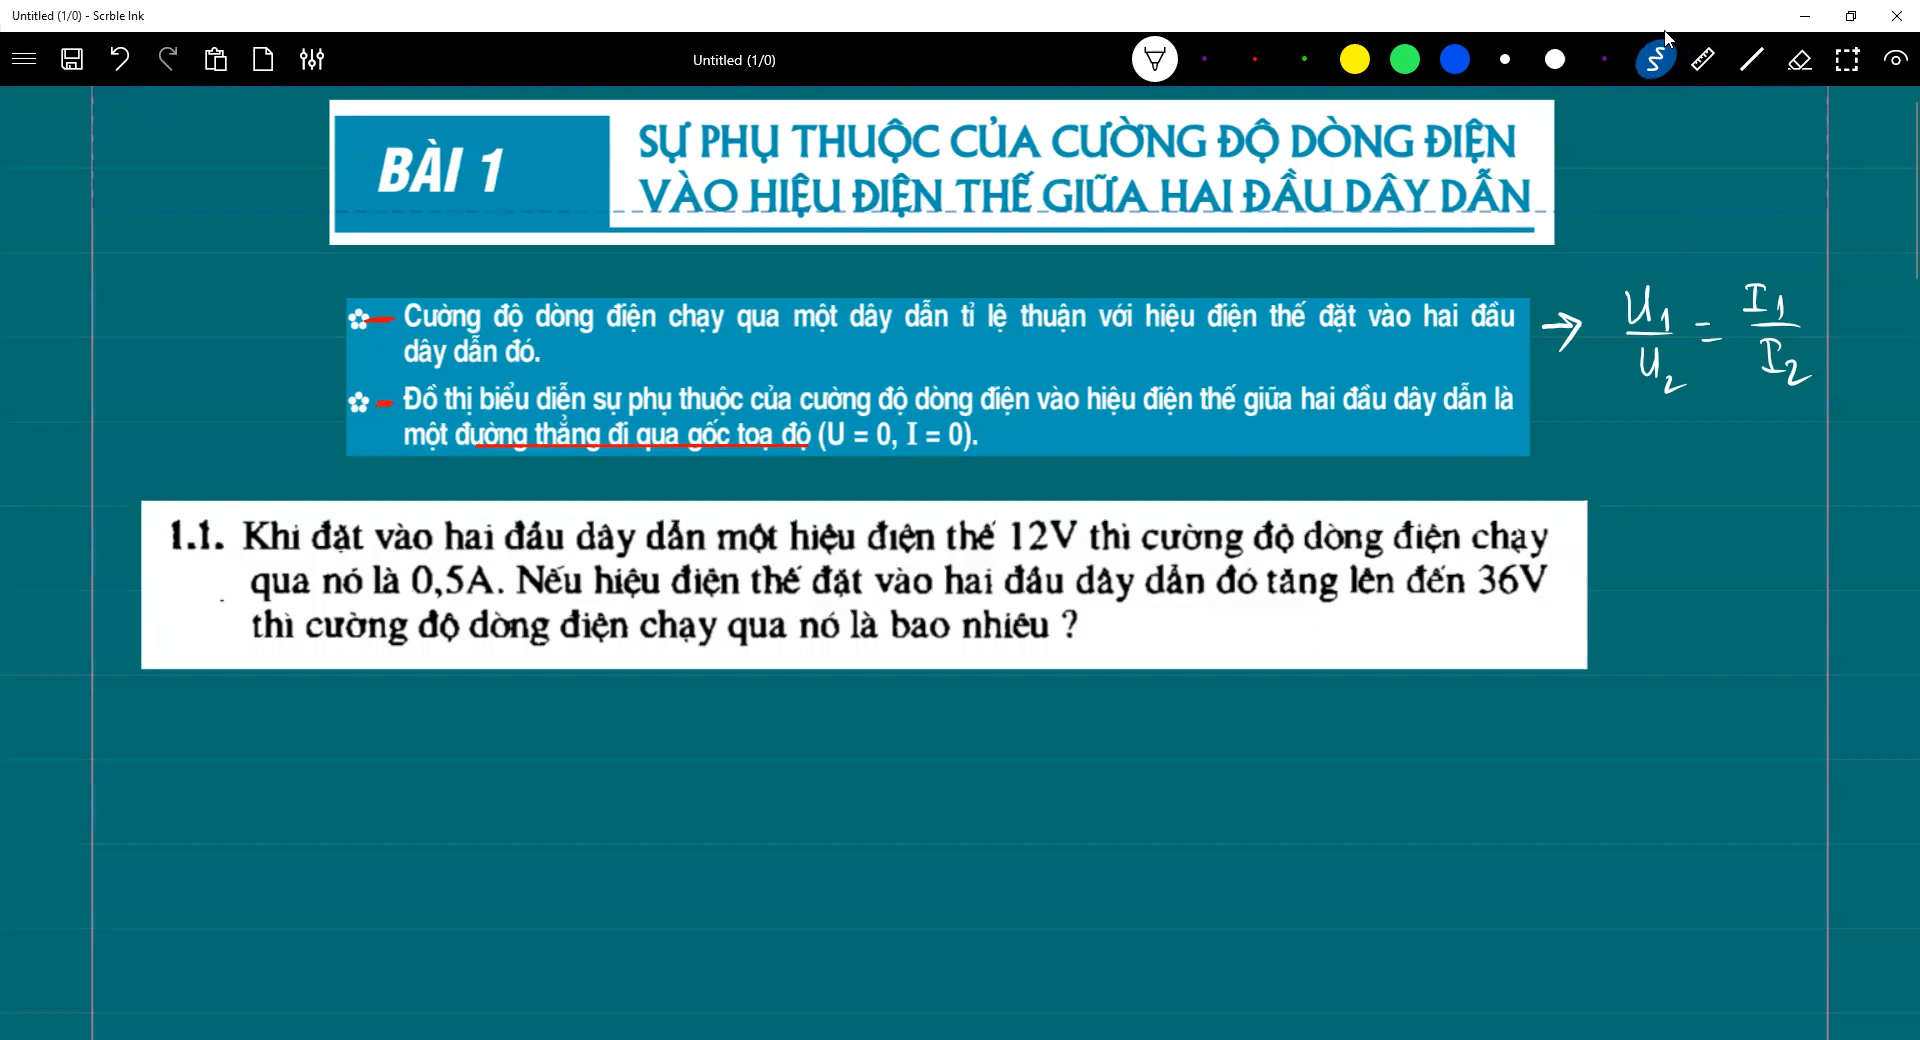 Untitled (1/0) - Scrble Ink
Untitled (1/0)
BÀI 1
SỰ PHỤ THUỘC CỦA CƯỜNG ĐỘ DÒNG ĐIỆN
VÀO HIỆU ĐIỆN THẾ GIỮA HAI ĐẦU DÂY DẪN
Cường độ dòng điện chạy qua một dây dẫn tỉ lệ thuận với hiệu điện thế đặt vào hai đầu
dây dẫn đó.
Đồ thị biểu diễn sự phụ thuộc của cường độ dòng điện vào hiệu điện thế giữa hai đầu dây dẫn là
một đường thẳng đi qua gốc toạ độ (U = 0, I = 0).
→ U1/U2 = I1/I2
1.1. Khi đặt vào hai đầu dây dẫn một hiệu điện thế 12V thì cường độ dòng điện chạy
qua nó là 0,5A. Nếu hiệu điện thế đặt vào hai đầu dây dẫn đó tăng lên đến 36V
thì cường độ dòng điện chạy qua nó là bao nhiêu ?